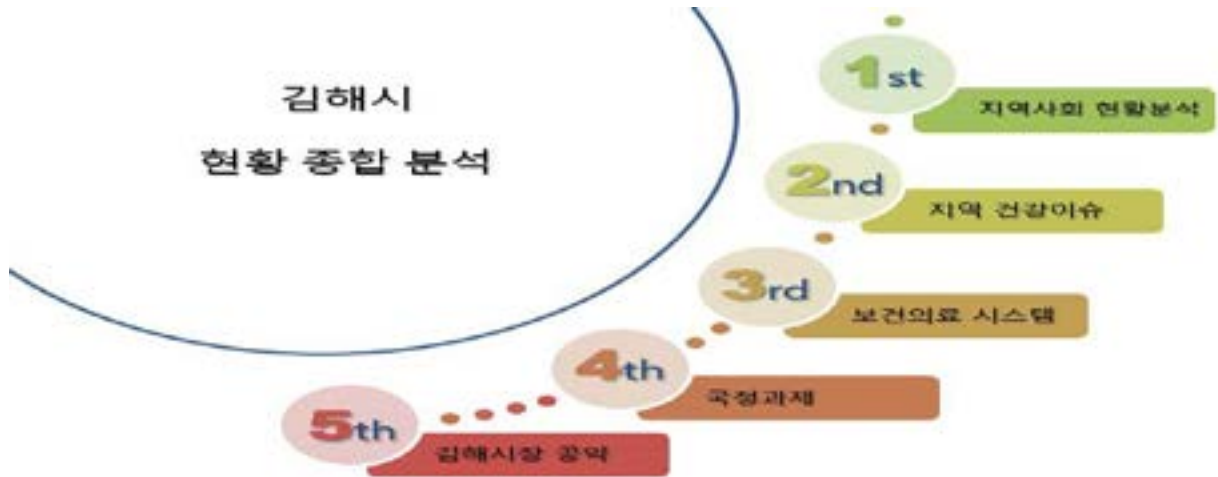 김해시
현황 종합 분석
1st
지역사회 현황분석
2nd
지역 건강이슈
3rd
보건의료 시스템
4th
국정과제
5th
김해시장 공약